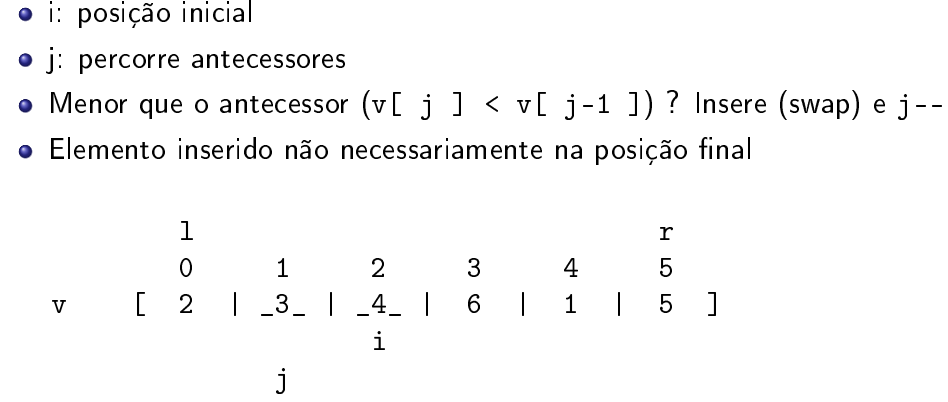 i: posição inicial
j: percorre antecessores
Menor que o antecessor (v[ j ] < v[ j-1 ]) ? Insere (swap) e j--
Elemento inserido não necessariamente na posição final
l r
0 1 2 3 4 5
v [ 2 | _3_ | _4_ | 6 | 1 | 5 ]
i
j